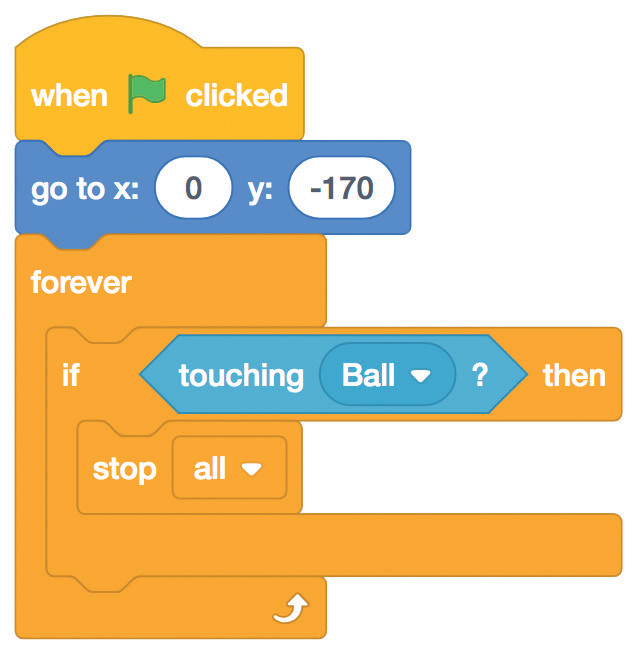 when clicked
go to x: 0 y: -170
forever
if touching Ball ? then
stop all